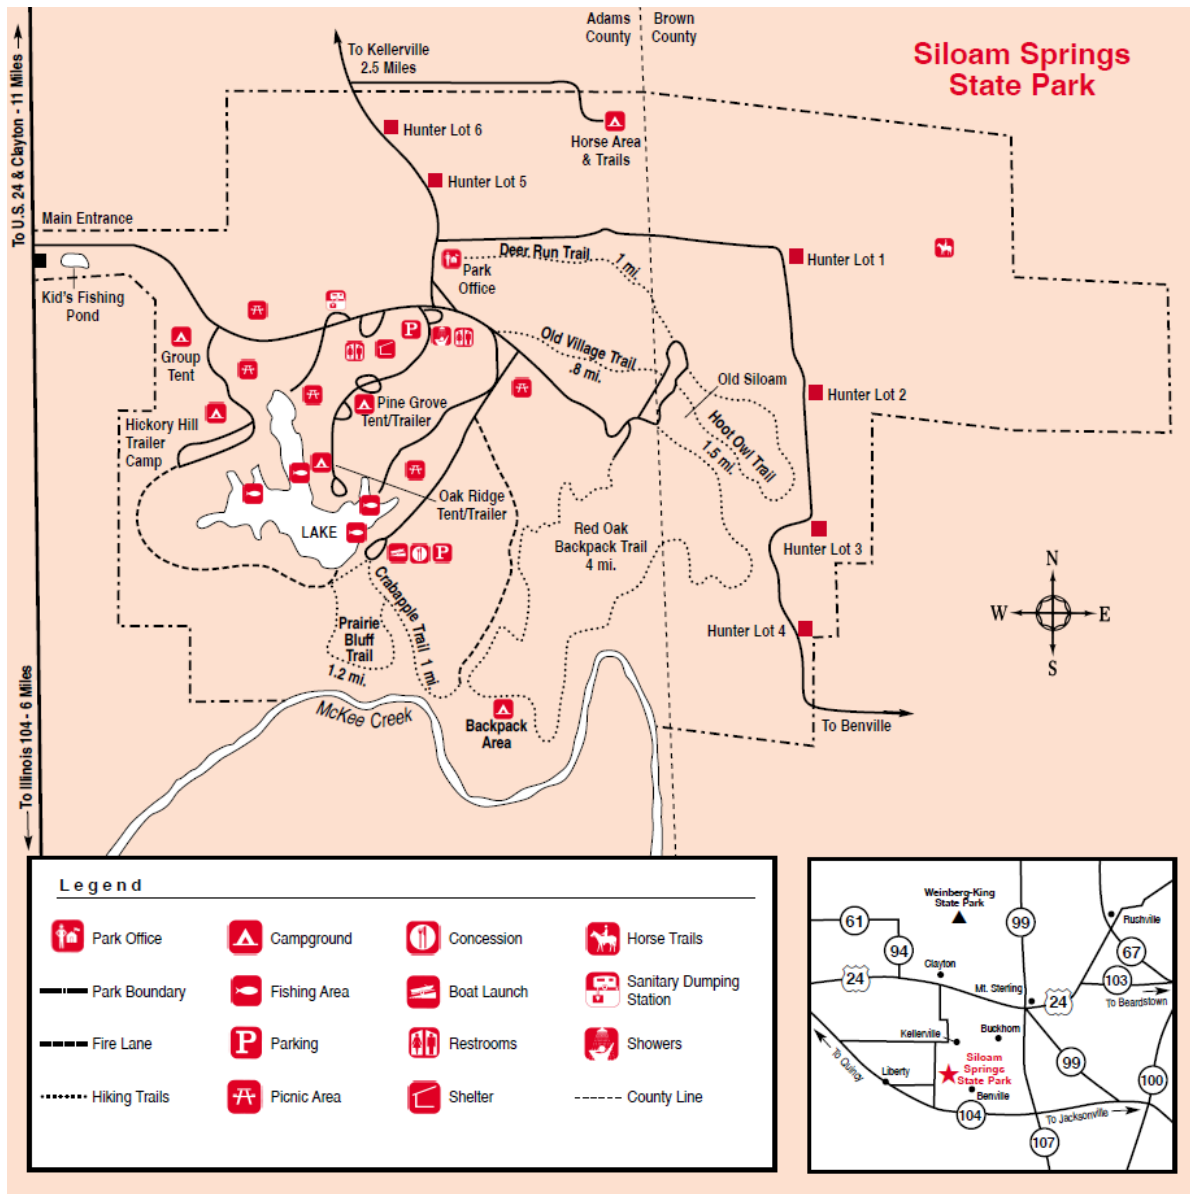 Adams
County
Brown
County
Siloam Springs
State Park
To U.S. 24 & Clayton - 11 Miles
To Kellerville
2.5 Miles
Hunter Lot 6
Horse Area
& Trails
Hunter Lot 5
Main Entrance
Deer Run Trail
1 mi.
Park
Office
Hunter Lot 1
Kid's Fishing
Pond
P
Group
Tent
Old Village Trail
.8 mi.
Old Siloam
Hunter Lot 2
Pine Grove
Tent/Trailer
Hickory Hill
Trailer
Camp
Hoot Owl Trail
1.5 mi.
Oak Ridge
Tent/Trailer
LAKE
Red Oak
Backpack Trail
4 mi.
Hunter Lot 3
P
Crabapple Trail 1 mi.
Prairie
Bluff
Trail
1.2 mi.
Hunter Lot 4
N
W
E
S
McKee Creek
Backpack
Area
To Benville
To Illinois 104 - 6 Miles
Legend
Park Office
Campground
Concession
Horse Trails
Park Boundary
Fishing Area
Boat Launch
Sanitary Dumping
Station
Fire Lane
P
Parking
Restrooms
Showers
Hiking Trails
Picnic Area
Shelter
County Line
Weinberg-King
State Park
61
99
Rushville
94
67
Clayton
24
103
Mt. Sterling
24
To Beardstown
Kellerville
Buckhorn
To Quincy
Siloam
Springs
State Park
99
Liberty
100
Benville
104
To Jacksonville
107